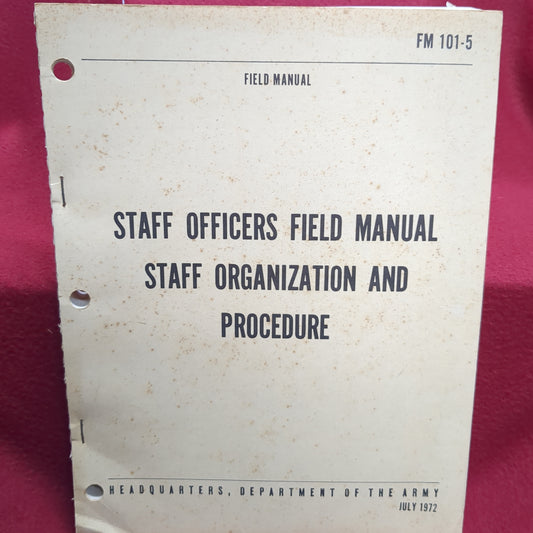 FM 101-5
FIELD MANUAL
STAFF OFFICERS FIELD MANUAL
STAFF ORGANIZATION AND
PROCEDURE
HEADQUARTERS, DEPARTMENT OF THE ARMY
JULY 1972